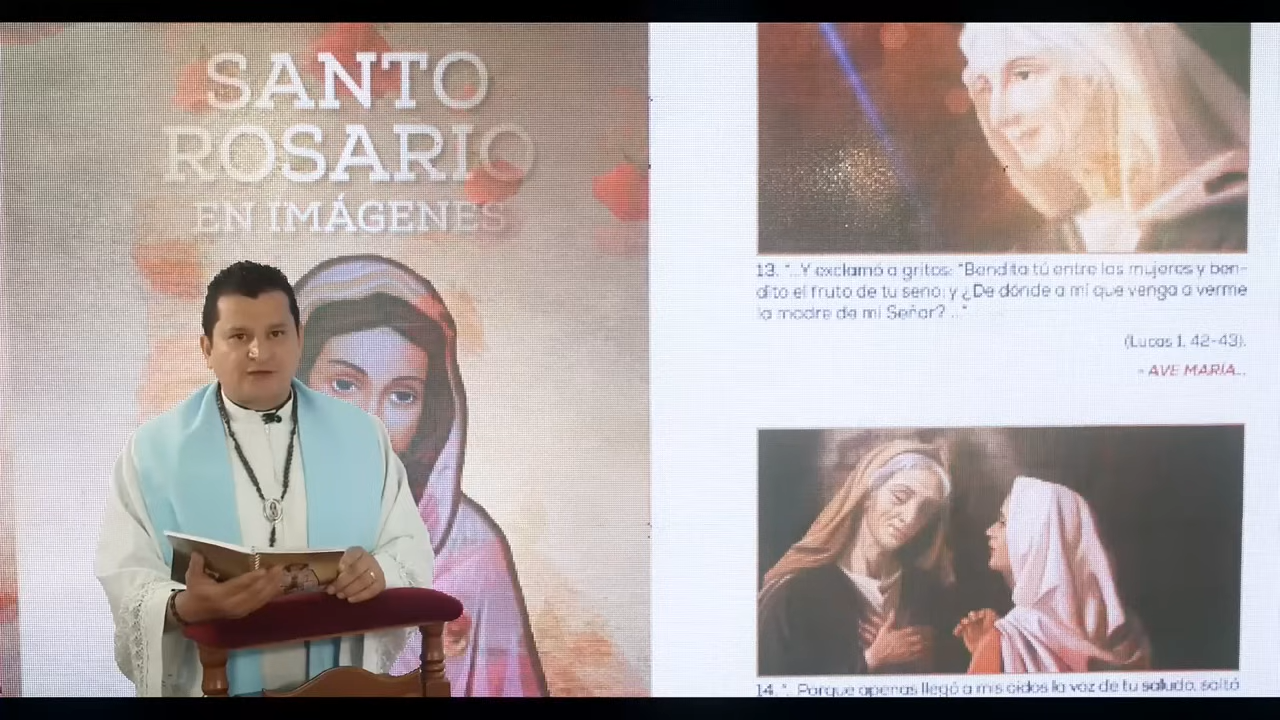 SANTO
ROSARIO
EN IMÁGENES
13. "...Y exclamó a gritos: "Bendita tú entre las mujeres y ben-
dito el fruto de tu seno; y ¿De dónde a mí que venga a verme
la madre de mi Señor? ..."
(Lucas 1, 42-43).
- AVE MARÍA...
14. "...Porque apenas llegó a mis oídos la voz de tu saludo, saltó